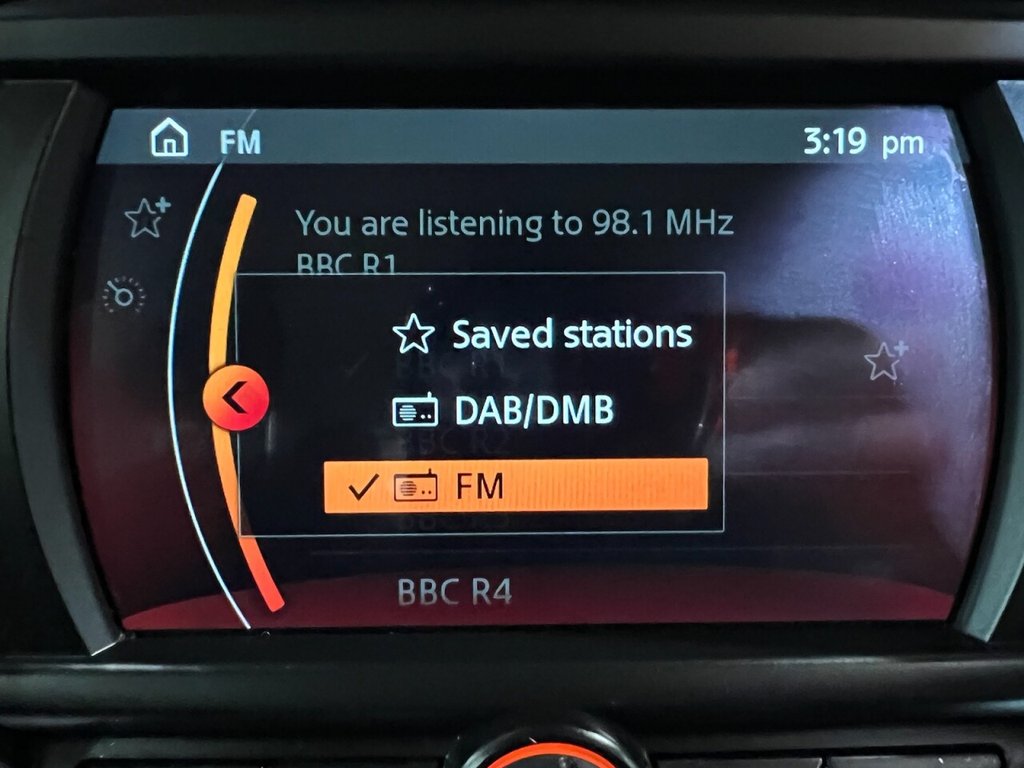 FM
3:19 pm
You are listening to 98.1 MHz
BBC R1
Saved stations
DAB/DMB
FM
BBC R4